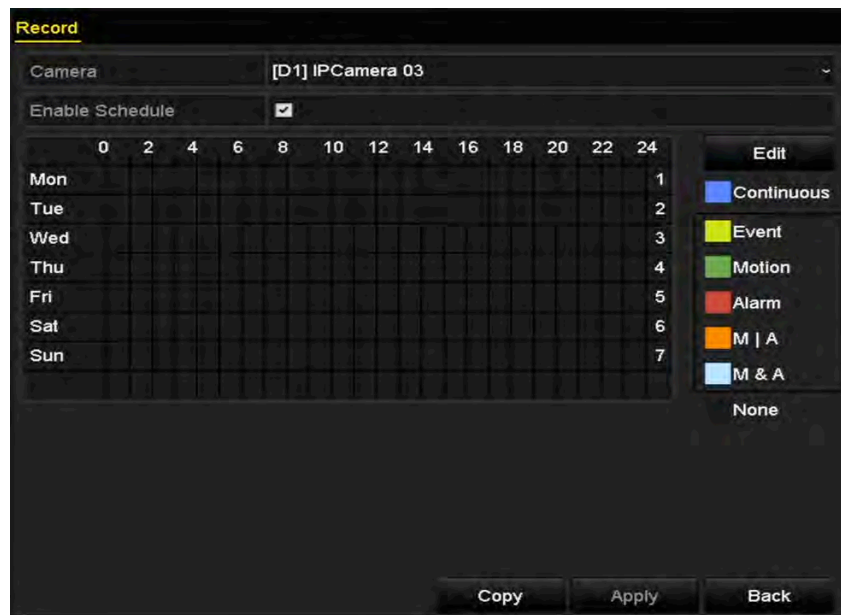 Record
Camera [D1] IPCamera 03
Enable Schedule
0 2 4 6 8 10 12 14 16 18 20 22 24 Edit
Mon 1
Continuous
Tue 2
Wed 3 Event
Thu 4 Motion
Fri 5 Alarm
Sat 6
M | A
Sun 7
M & A
None
Copy Apply Back